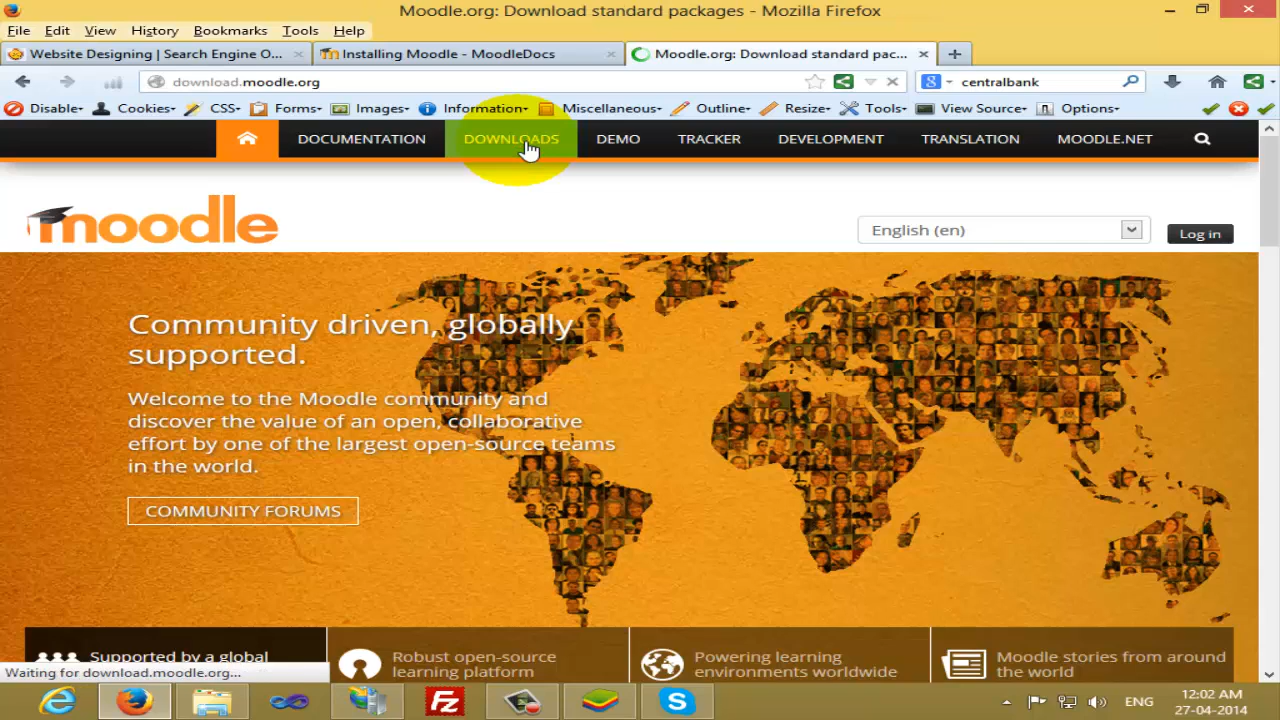 Moodle.org: Download standard packages - Mozilla Firefox
File Edit View History Bookmarks Tools Help
Website Designing | Search Engine O...
Installing Moodle - MoodleDocs
Moodle.org: Download standard pac...
download.moodle.org
centralbank
Disable Cookies CSS Forms Images Information Miscellaneous Outline Resize Tools View Source Options
DOCUMENTATION DOWNLOADS DEMO TRACKER DEVELOPMENT TRANSLATION MOODLE.NET
moodle
English (en)
Log in
Community driven, globally
supported.
Welcome to the Moodle community and
discover the value of an open, collaborative
effort by one of the largest open-source teams
in the world.
COMMUNITY FORUMS
Supported by a global
Robust open-source
learning platform
Powering learning
environments worldwide
Moodle stories from around
the world
Waiting for download.moodle.org...
ENG
12:02 AM
27-04-2014